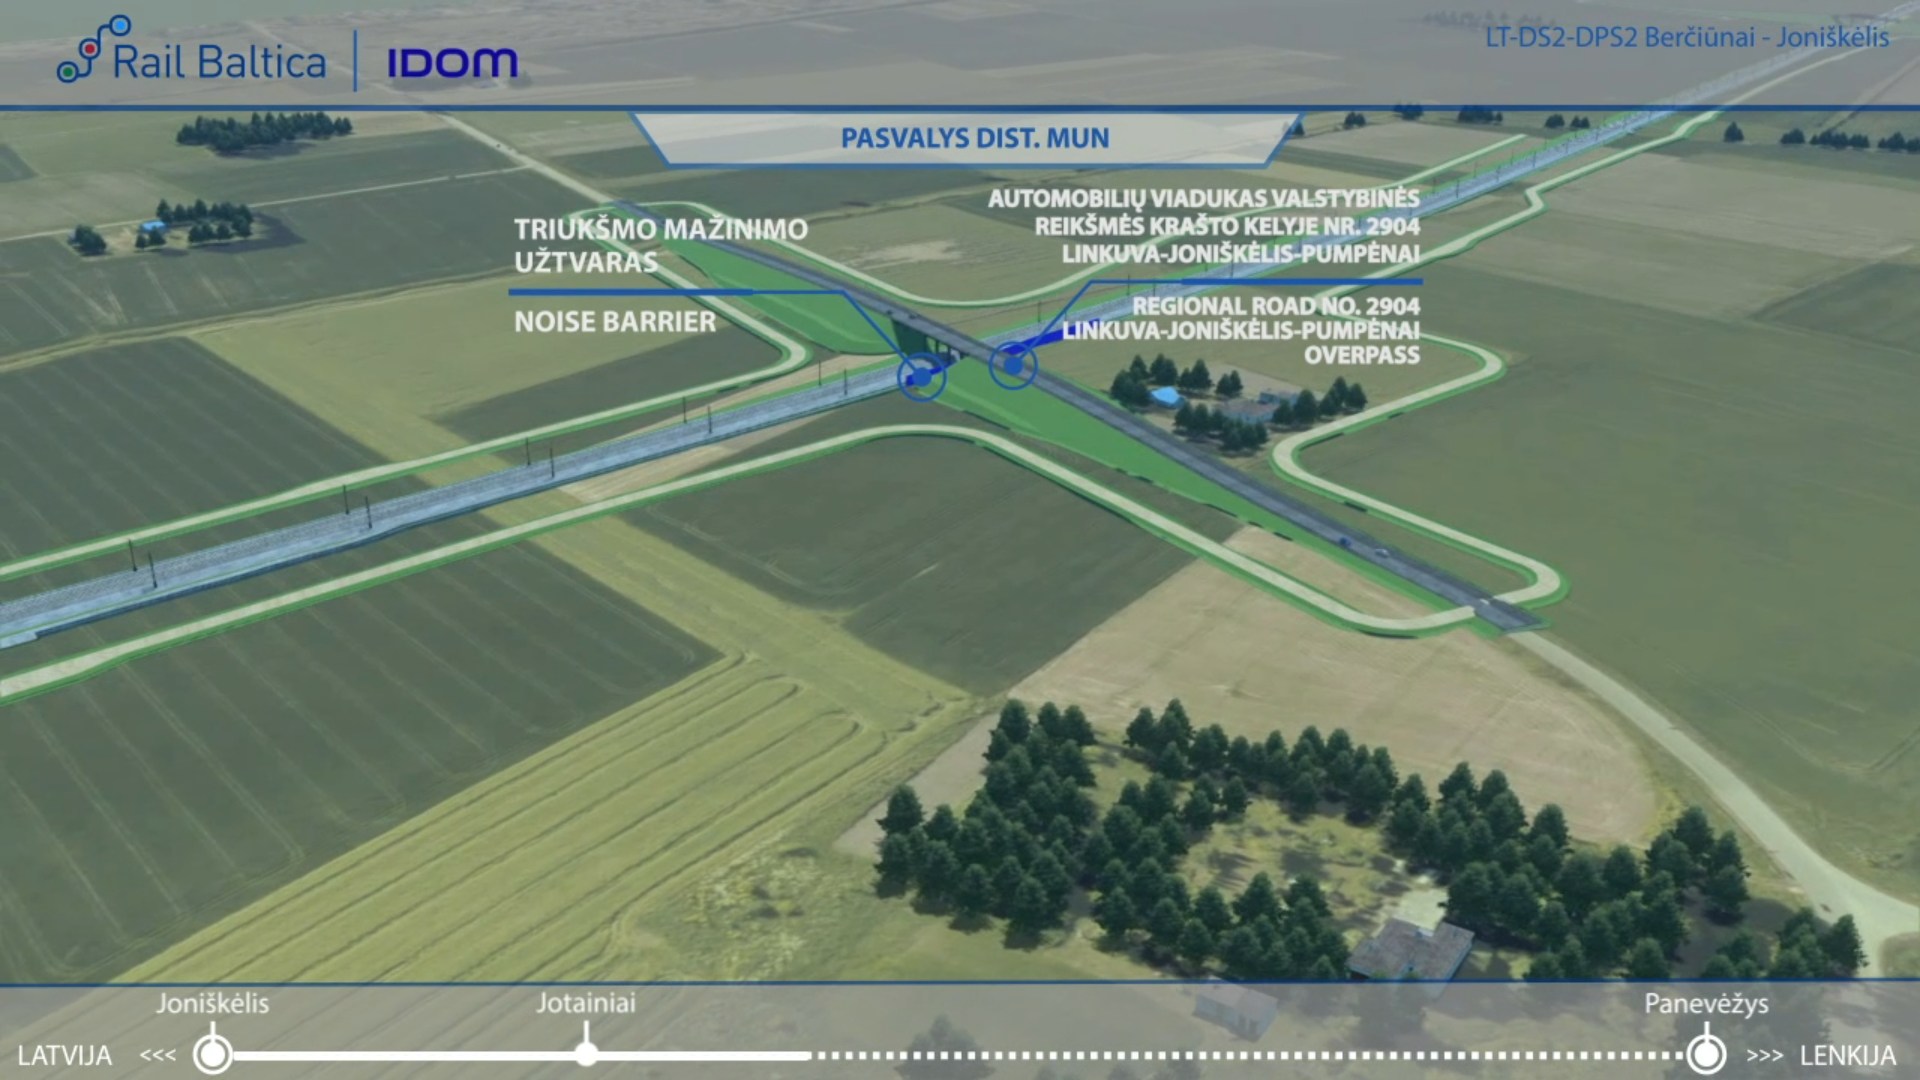 Rail Baltica
IDOM
LT-DS2-DPS2 Berčiūnai - Joniškėlis
PASVALYS DIST. MUN
TRIUKŠMO MAŽINIMO
UŽTVARAS
NOISE BARRIER
AUTOMOBILIŲ VIADUKAS VALSTYBINĖS
REIKŠMĖS KRAŠTO KELYJE NR. 2904
LINKUVA-JONIŠKĖLIS-PUMPĖNAI
REGIONAL ROAD NO. 2904
LINKUVA-JONIŠKĖLIS-PUMPĖNAI
OVERPASS
Joniškėlis
Jotainiai
Panevėžys
LATVIJA <<<
>>> LENKIJA